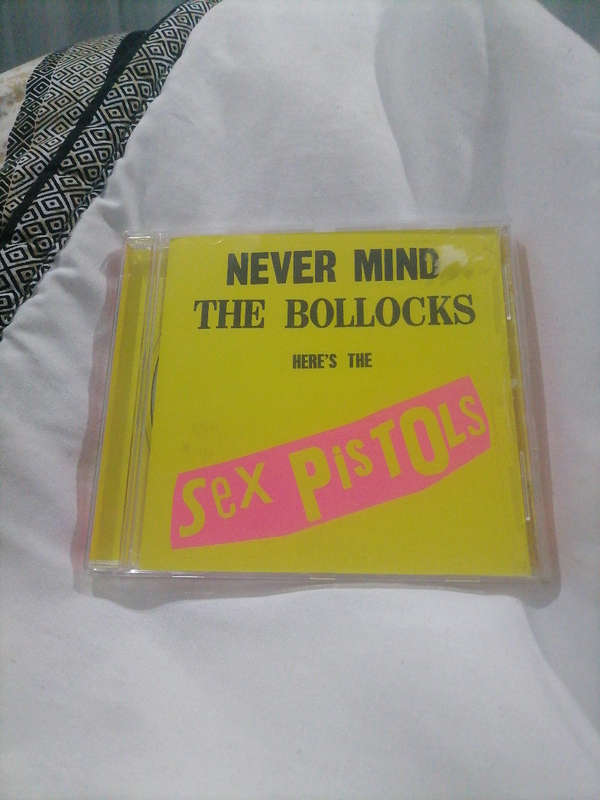 NEVER MIND
THE BOLLOCKS
HERE'S THE
Sex PisTOLS